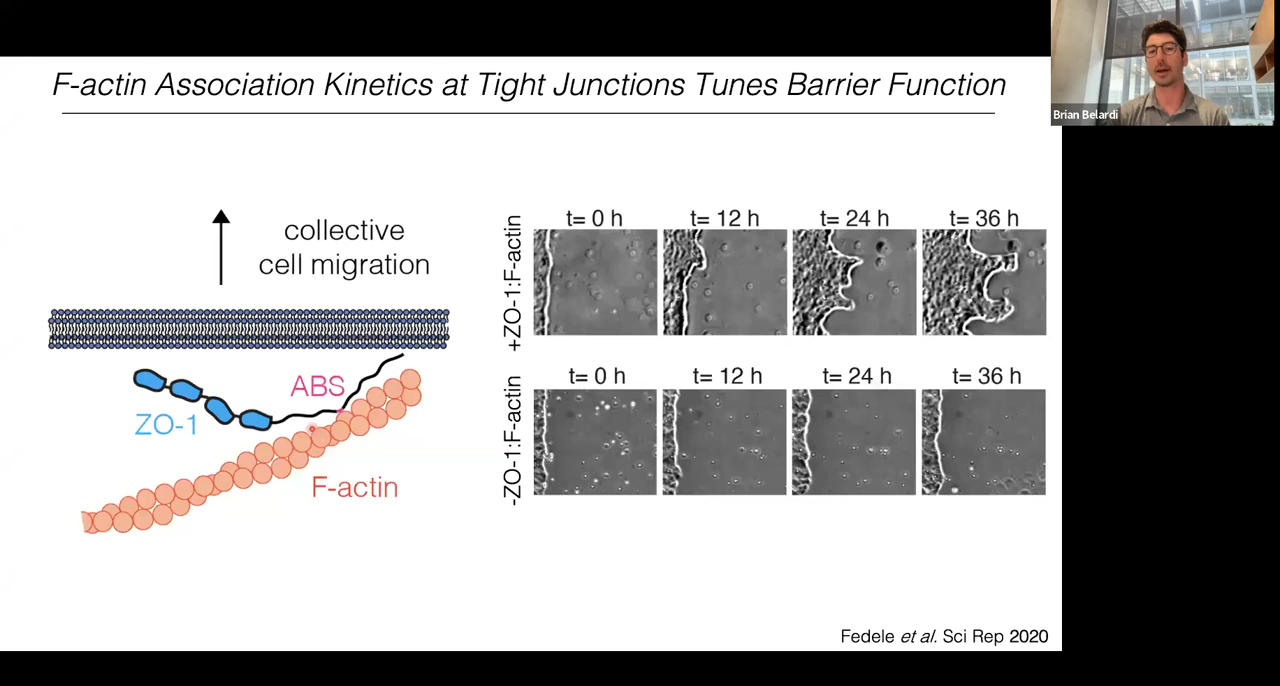 F-actin Association Kinetics at Tight Junctions Tunes Barrier Function
Brian Belardi
collective
cell migration
ABS
ZO-1
F-actin
+ZO-1:F-actin
t= 0 h
t= 12 h
t= 24 h
t= 36 h
-ZO-1:F-actin
t= 0 h
t= 12 h
t= 24 h
t= 36 h
Fedele et al. Sci Rep 2020